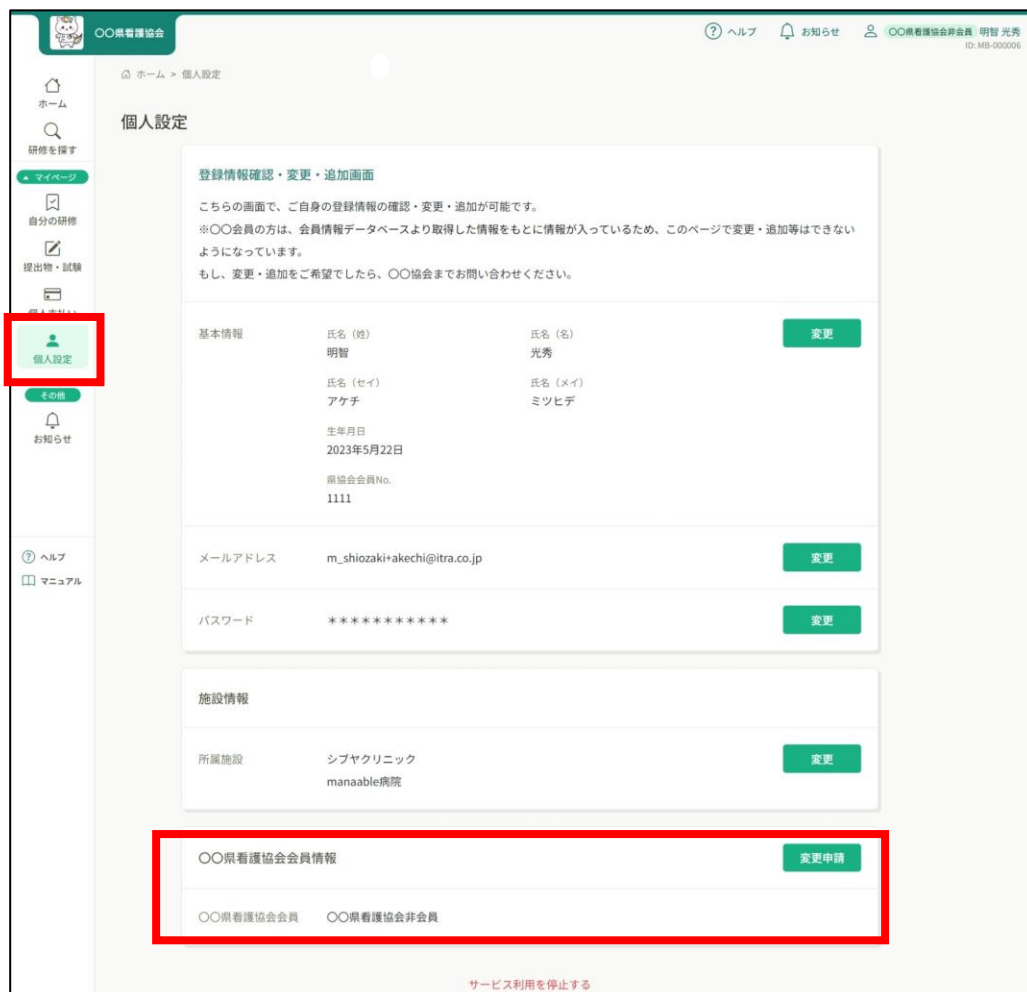 〇〇県看護協会
ヘルプ
お知らせ
〇〇県看護協会非会員 明智 光秀
ID: MB-000006
ホーム > 個人設定
ホーム
研修を探す
マイページ
自分の研修
提出物・試験
個人支払い
個人設定
その他
お知らせ
ヘルプ
マニュアル
個人設定
登録情報確認・変更・追加画面
こちらの画面で、ご自身の登録情報の確認・変更・追加が可能です。
※〇〇会員の方は、会員情報データベースより取得した情報をもとに情報が入っているため、このページで変更・追加等はできない
ようになっています。
もし、変更・追加をご希望でしたら、〇〇協会までお問い合わせください。
基本情報
氏名（姓） 氏名（名）
変更
明智 光秀
氏名（セイ） 氏名（メイ）
アケチ ミツヒデ
生年月日
2023年5月22日
県協会会員No.
1111
メールアドレス m_shiozaki+akechi@itra.co.jp 変更
パスワード ＊＊＊＊＊＊＊＊＊＊＊ 変更
施設情報
所属施設 シブヤクリニック 変更
manaable病院
〇〇県看護協会会員情報 変更申請
〇〇県看護協会会員 〇〇県看護協会非会員
サービス利用を停止する